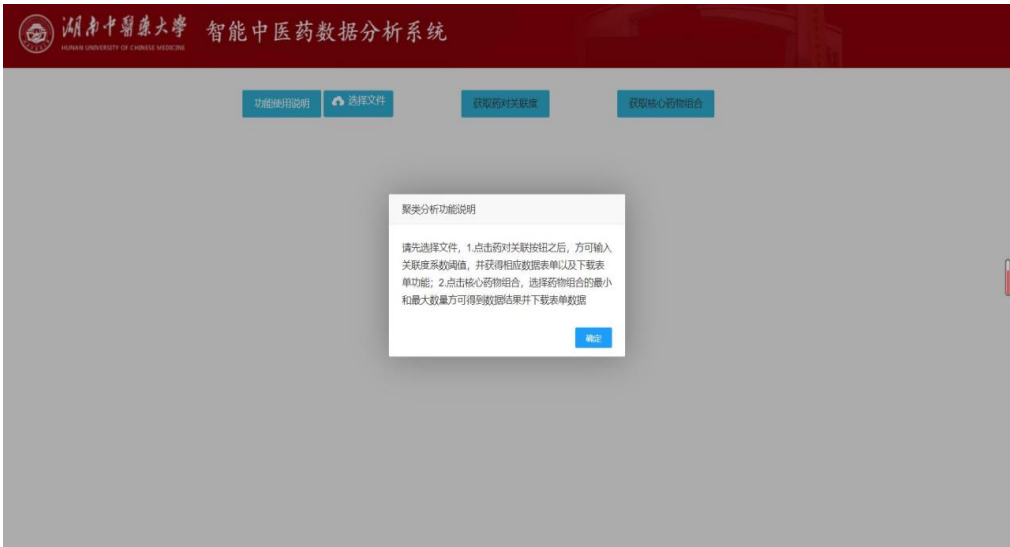 湖南中醫藥大學 智能中医药数据分析系统
HUNAN UNIVERSITY OF CHINESE MEDICINE
功能使用说明 选择文件 获取药对关联度 获取核心药物组合
聚类分析功能说明
请先选择文件，1.点击药对关联按钮之后，方可输入
关联度系数阈值，并获得相应数据表单以及下载表
单功能；2.点击核心药物组合，选择药物组合的最小
和最大数量方可得到数据结果并下载表单数据
确定